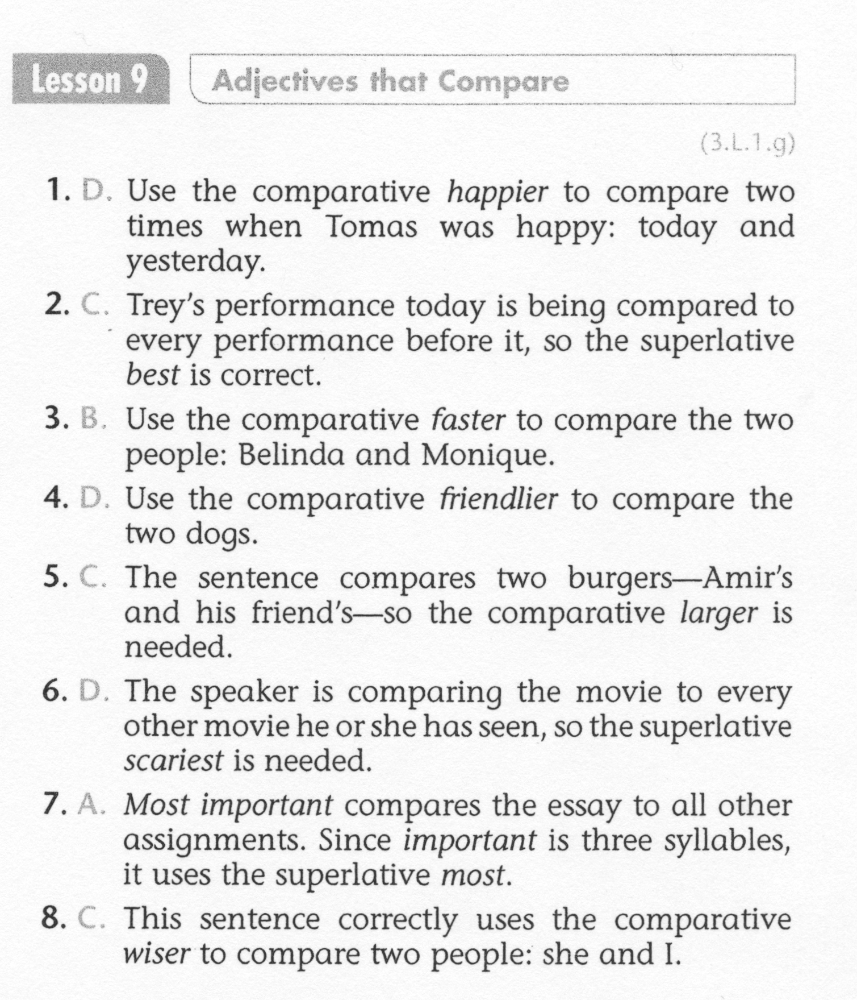 Lesson 9 Adjectives that Compare
(3.L.1.g)
1. D. Use the comparative happier to compare two
times when Tomas was happy: today and
yesterday.
2. C. Trey's performance today is being compared to
every performance before it, so the superlative
best is correct.
3. B. Use the comparative faster to compare the two
people: Belinda and Monique.
4. D. Use the comparative friendlier to compare the
two dogs.
5. C. The sentence compares two burgers—Amir's
and his friend's—so the comparative larger is
needed.
6. D. The speaker is comparing the movie to every
other movie he or she has seen, so the superlative
scariest is needed.
7. A. Most important compares the essay to all other
assignments. Since important is three syllables,
it uses the superlative most.
8. C. This sentence correctly uses the comparative
wiser to compare two people: she and I.